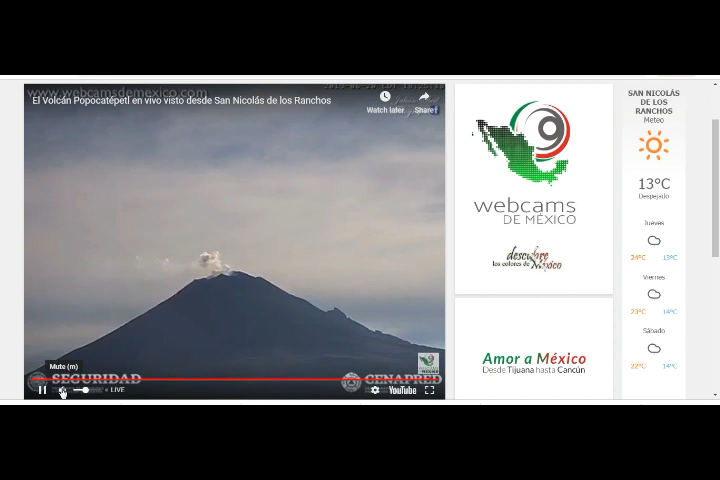 www.webcamsdemexico.com
El Volcán Popocatépetl en vivo visto desde San Nicolás de los Ranchos
Watch later
Share
Mute (m)
SEGURIDAD
CENAPRED
LIVE
YouTube
webcams
DE MÉXICO
descubre
los colores de México
Amor a México
Desde Tijuana hasta Cancún
SAN NICOLÁS
DE LOS
RANCHOS
Meteo
13°C
Despejado
Jueves
24°C 13°C
Viernes
23°C 14°C
Sábado
22°C 14°C